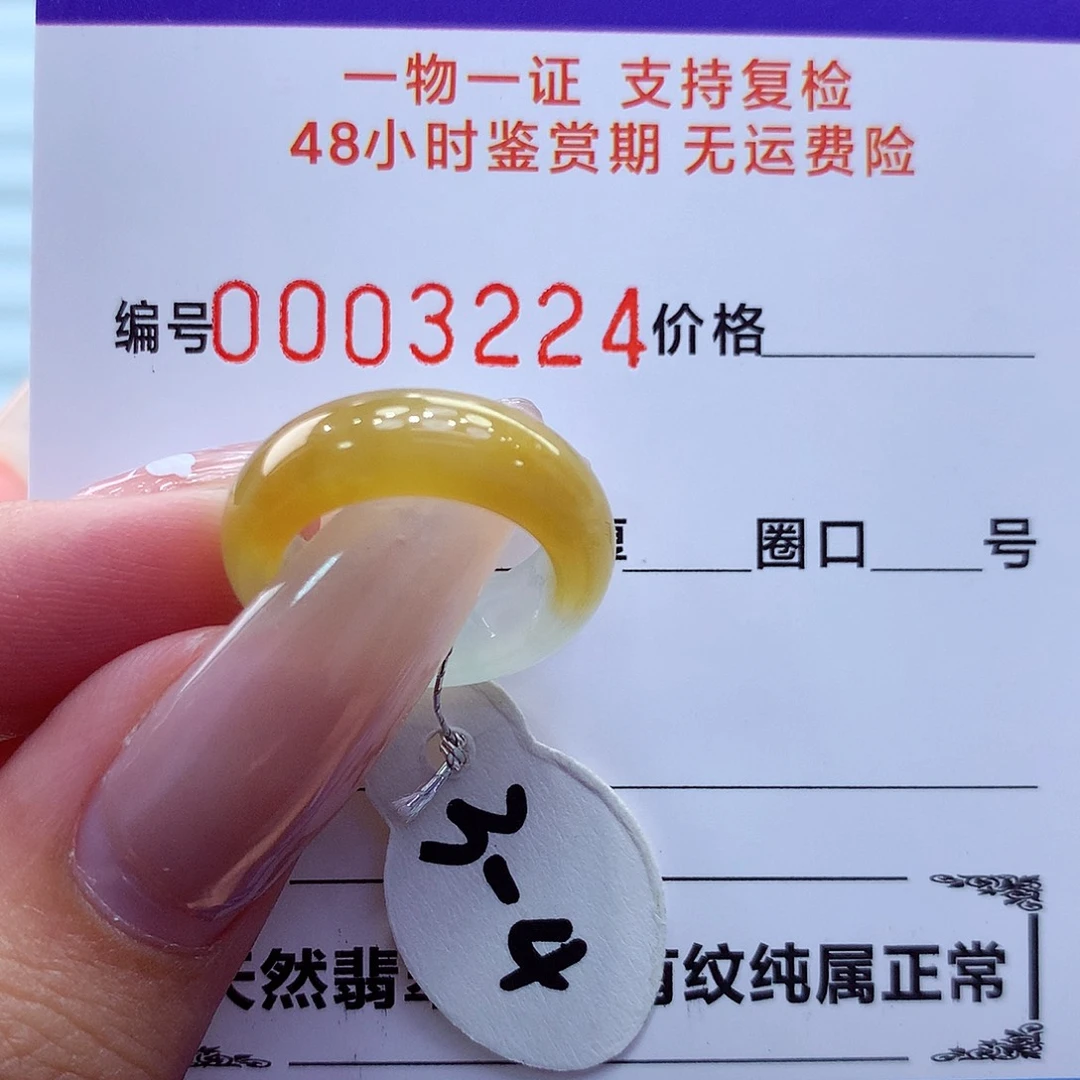 一物一证 支持复检
48小时鉴赏期 无运费险
编号0003224价格
圈口 号
3-4
天然翡 纹纯属正常